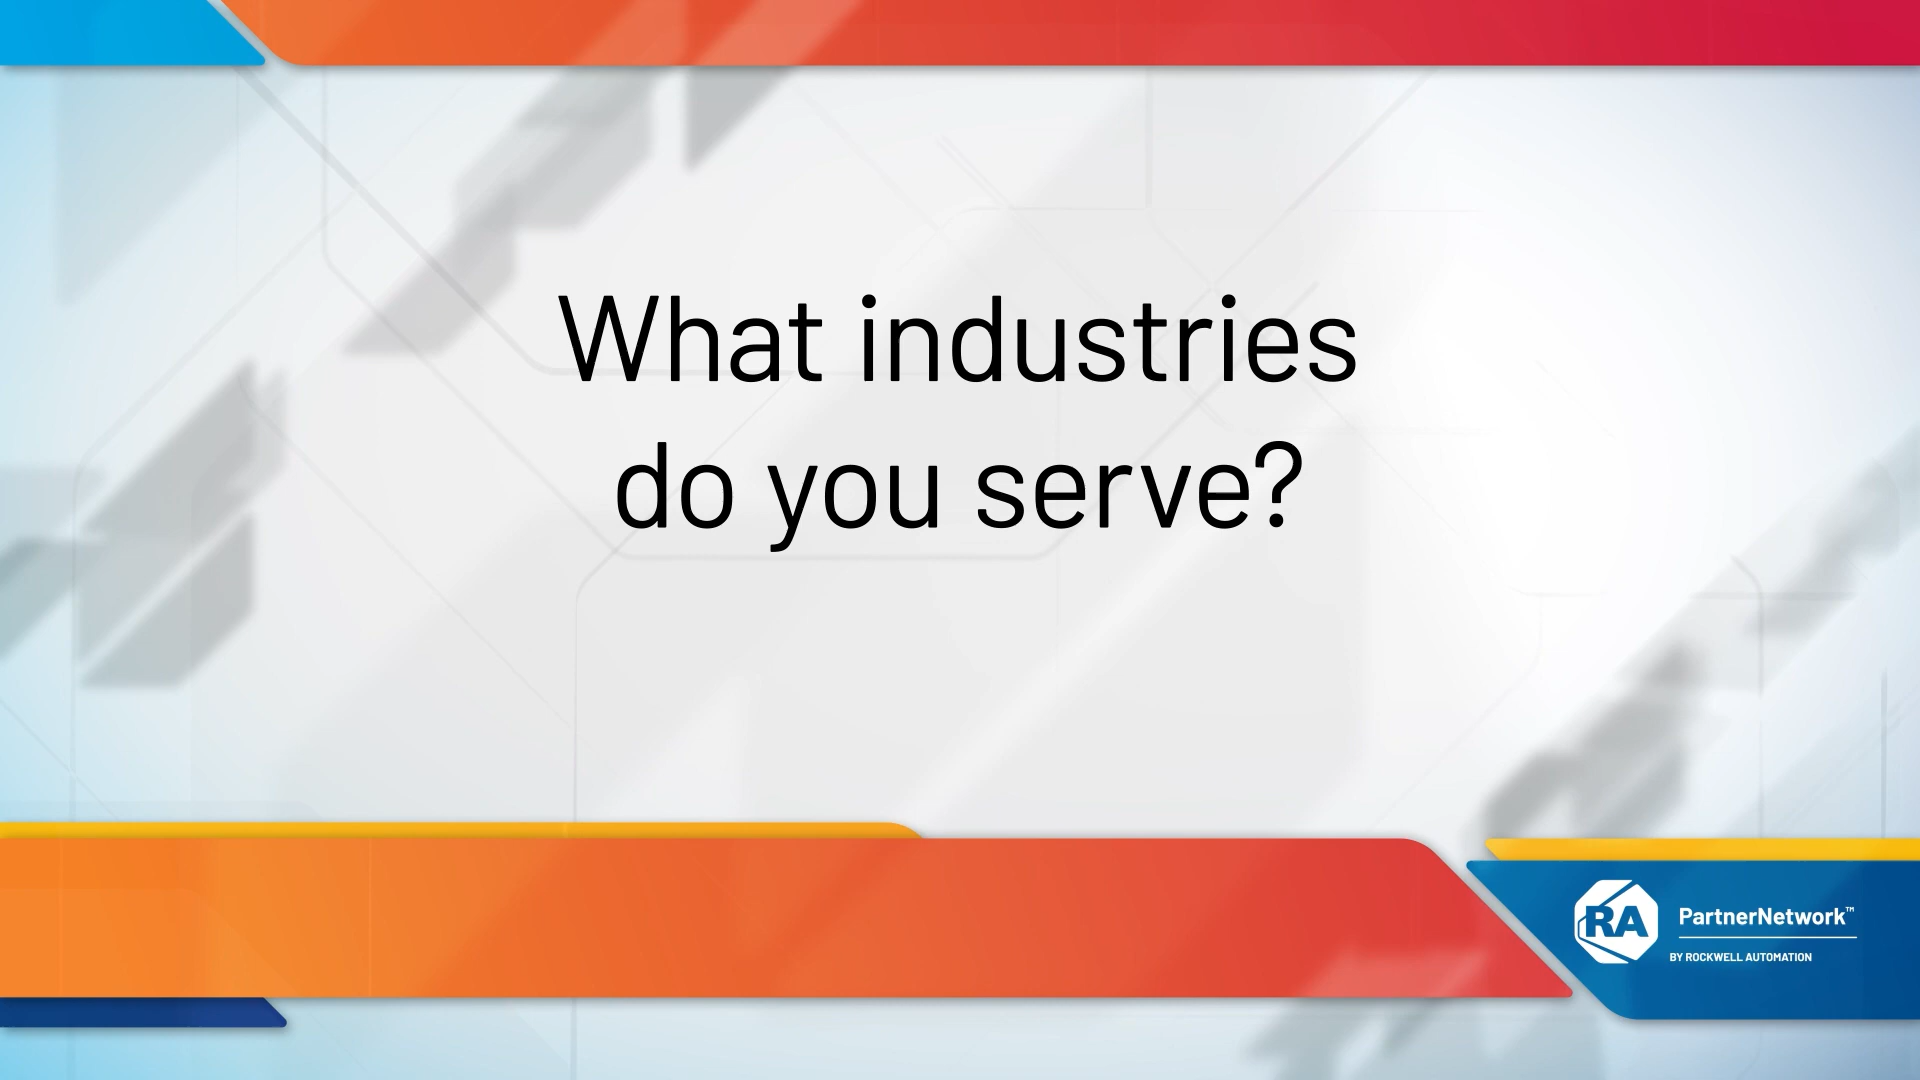 What industries
do you serve?
RA
PartnerNetwork™
BY ROCKWELL AUTOMATION